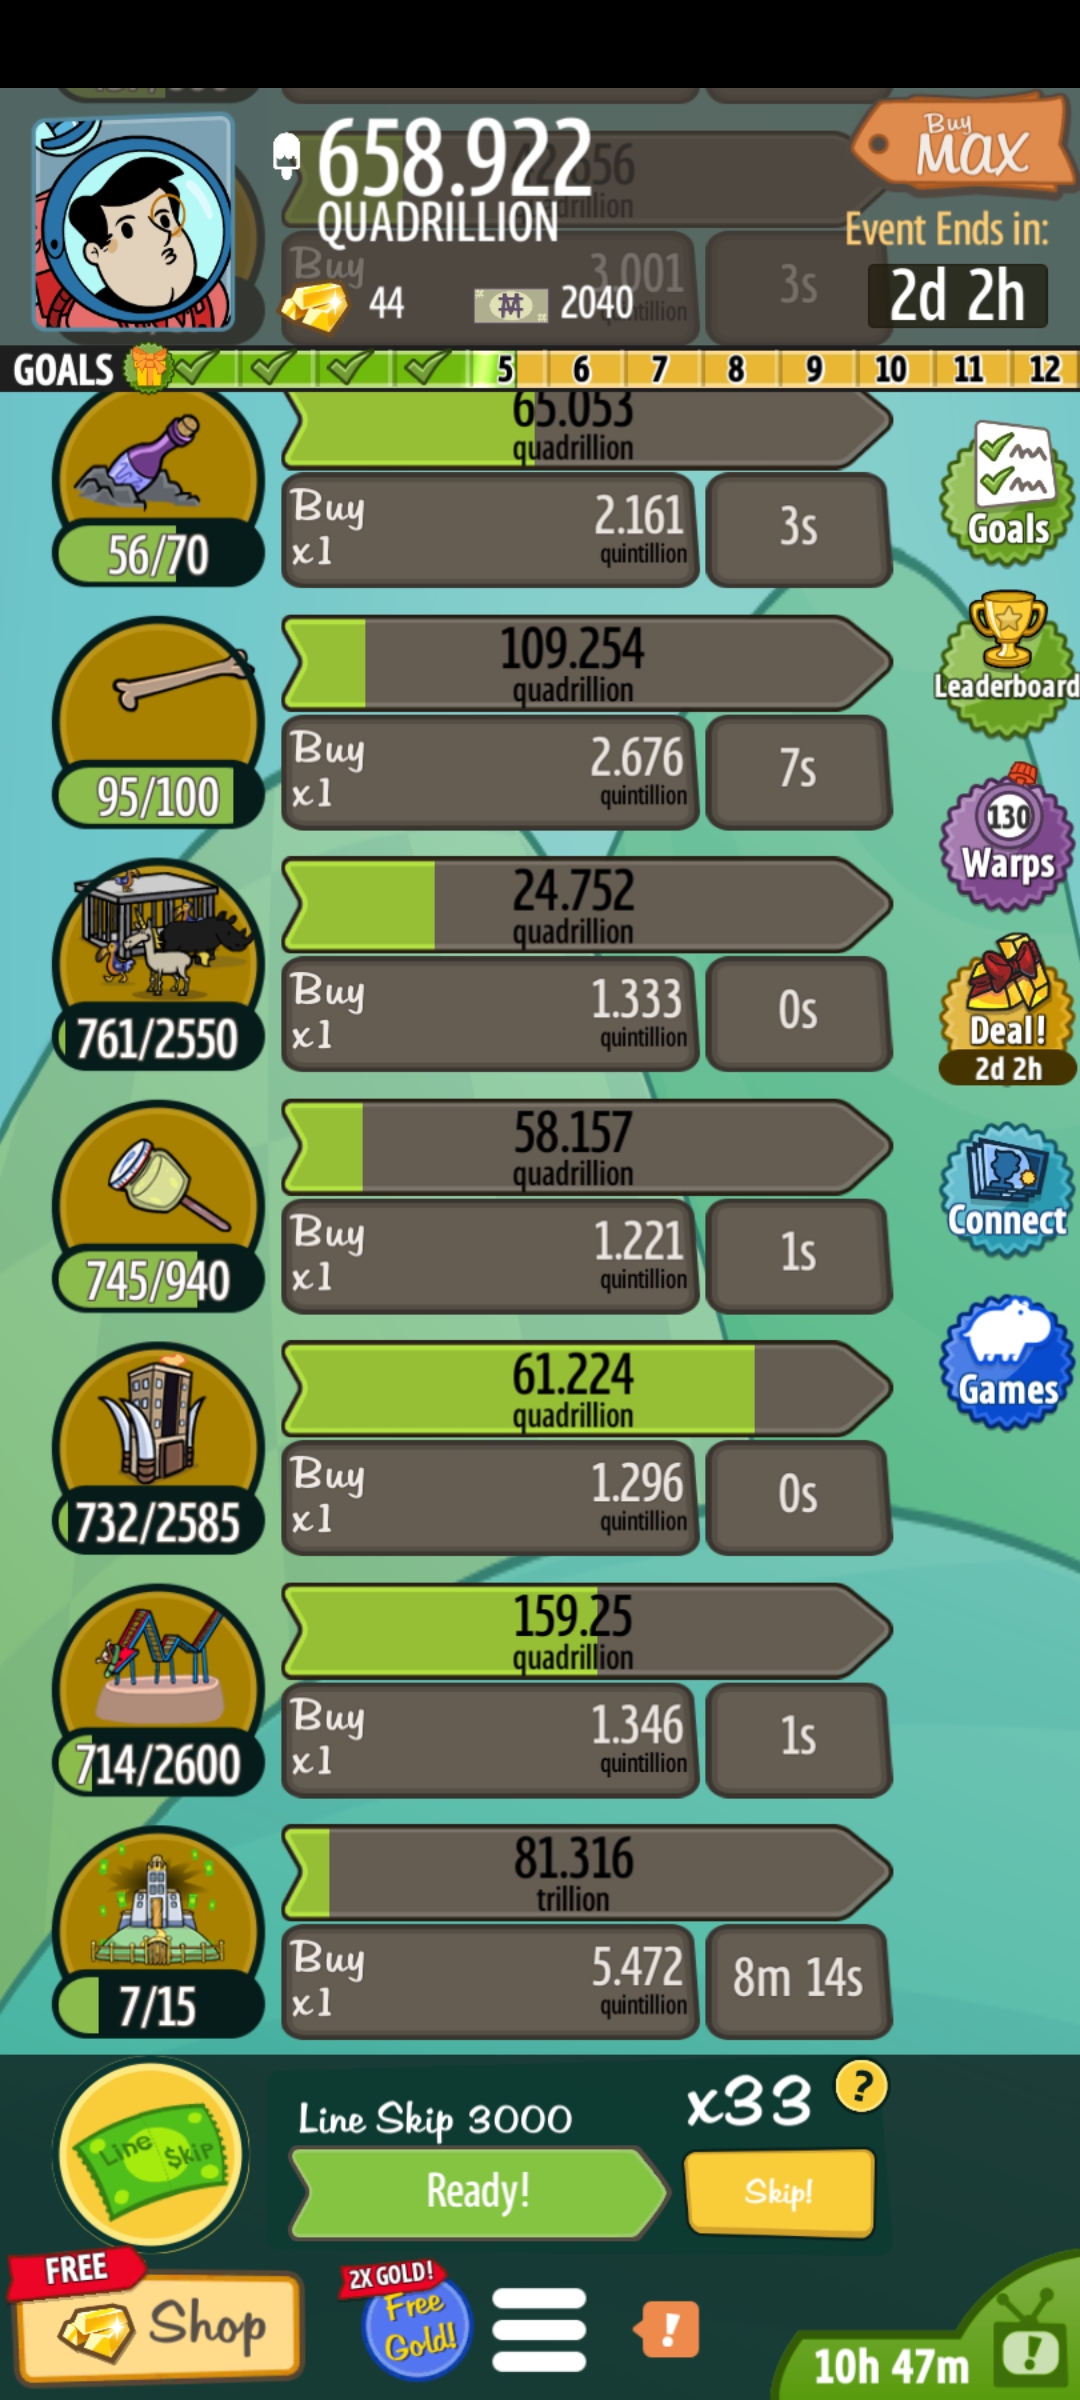 658.922
QUADRILLION
Buy
MAX
Event Ends in:
2d 2h
44
2040
Buy
3.001
3s
GOALS
5 6 7 8 9 10 11 12
65.053
quadrillion
56/70
Buy
x1
2.161
quintillion
3s
Goals
109.254
quadrillion
95/100
Buy
x1
2.676
quintillion
7s
Leaderboard
24.752
quadrillion
761/2550
Buy
x1
1.333
quintillion
0s
130
Warps
58.157
quadrillion
745/940
Buy
x1
1.221
quintillion
1s
Deal!
2d 2h
61.224
quadrillion
732/2585
Buy
x1
1.296
quintillion
0s
Connect
159.25
quadrillion
714/2600
Buy
x1
1.346
quintillion
1s
Games
81.316
trillion
7/15
Buy
x1
5.472
quintillion
8m 14s
Line Skip
Line Skip 3000
x33
?
Ready!
Skip!
FREE
Shop
2X GOLD!
Free
Gold!
!
10h 47m
!